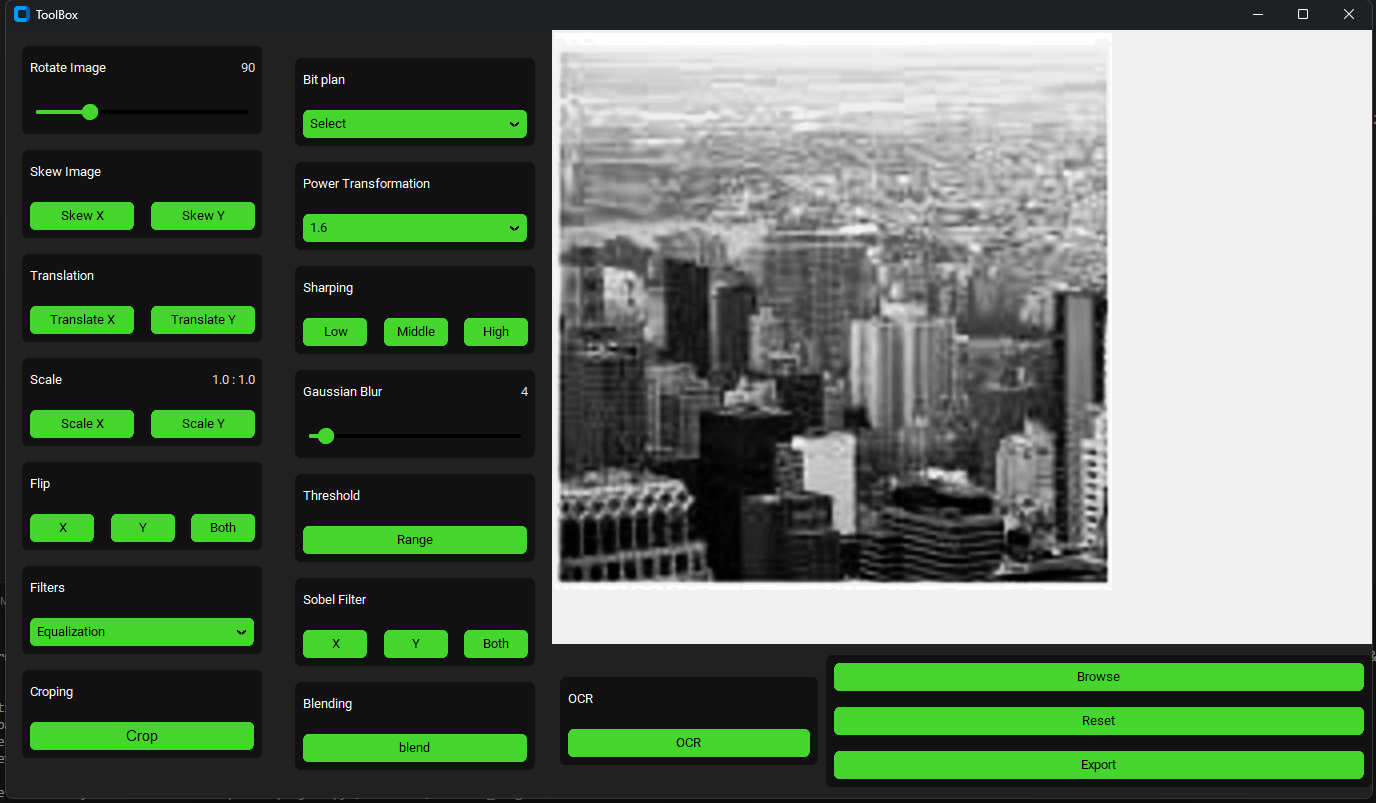 ToolBox
Rotate Image 90
Skew Image
Skew X Skew Y
Translation
Translate X Translate Y
Scale 1.0 : 1.0
Scale X Scale Y
Flip
X Y Both
Filters
Equalization
Croping
Crop
Bit plan
Select
Power Transformation
1.6
Sharping
Low Middle High
Gaussian Blur 4
Threshold
Range
Sobel Filter
X Y Both
Blending
blend
OCR
OCR
Browse
Reset
Export